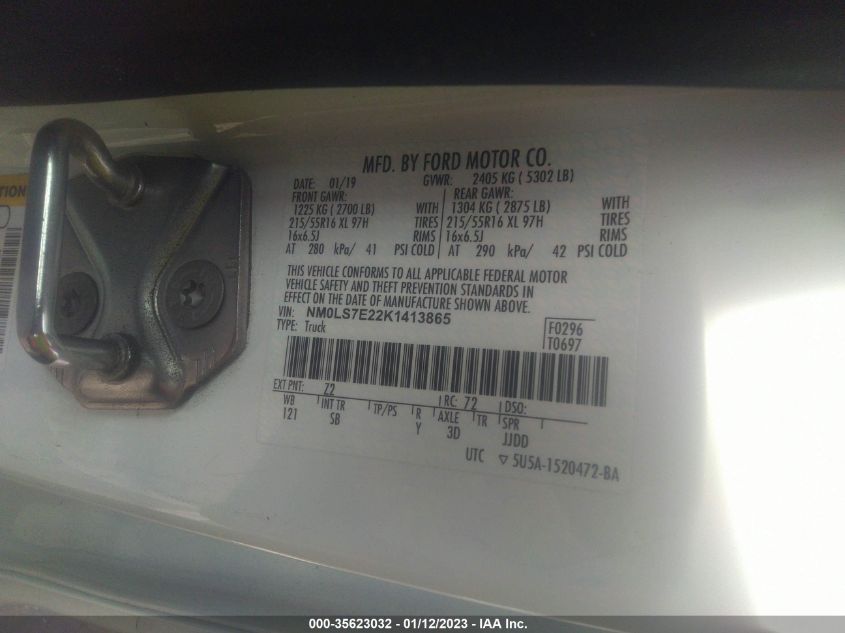 TION
MFD. BY FORD MOTOR CO.
DATE: 01/19 GVWR: 2405 KG ( 5302 LB)
FRONT GAWR: REAR GAWR:
1225 KG ( 2700 LB) WITH 1304 KG ( 2875 LB) WITH
215/55R16 XL 97H TIRES 215/55R16 XL 97H TIRES
16x6.5J RIMS 16x6.5J RIMS
AT 280 kPa/ 41 PSI COLD AT 290 kPa/ 42 PSI COLD
THIS VEHICLE CONFORMS TO ALL APPLICABLE FEDERAL MOTOR
VEHICLE SAFETY AND THEFT PREVENTION STANDARDS IN
EFFECT ON THE DATE OF MANUFACTURE SHOWN ABOVE.
VIN: NM0LS7E22K1413865
TYPE: Truck
F0296
T0697
EXT PNT: Z2 RC: 72 DSO:
WB INT TR TP/PS R AXLE TR SPR
121 SB Y 3D JJDD
UTC ▽ 5U5A-1520472-BA
000-35623032 - 01/12/2023 - IAA Inc.